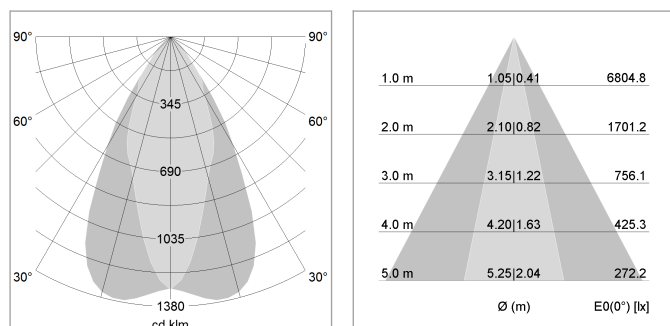 90° 90°
345
60° 60°
690
1035
30° 30°
1380
cd klm
1.0 m 1.05|0.41 6804.8
2.0 m 2.10|0.82 1701.2
3.0 m 3.15|1.22 756.1
4.0 m 4.20|1.63 425.3
5.0 m 5.25|2.04 272.2
Ø (m) E0(0°) [lx]